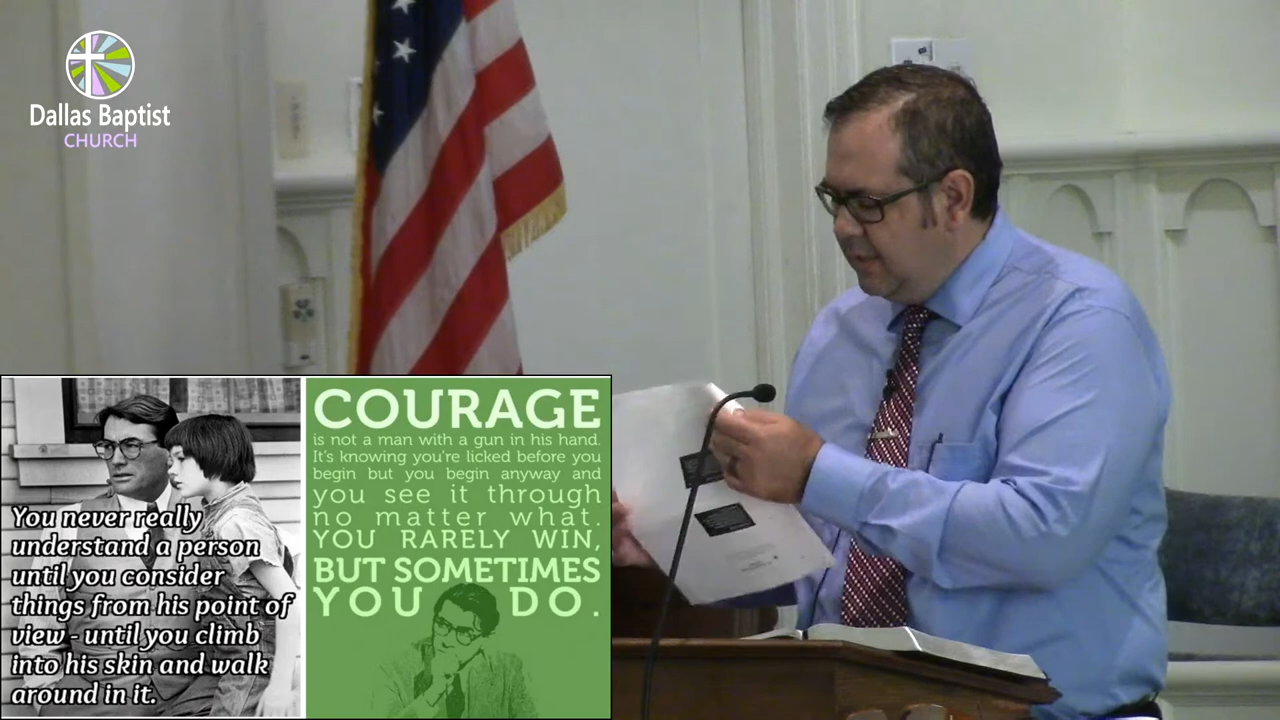 Dallas Baptist
CHURCH
You never really
understand a person
until you consider
things from his point of
view - until you climb
into his skin and walk
around in it.
COURAGE
is not a man with a gun in his hand.
It's knowing you're licked before you
begin but you begin anyway and
you see it through
no matter what.
YOU RARELY WIN,
BUT SOMETIMES
YOU DO.